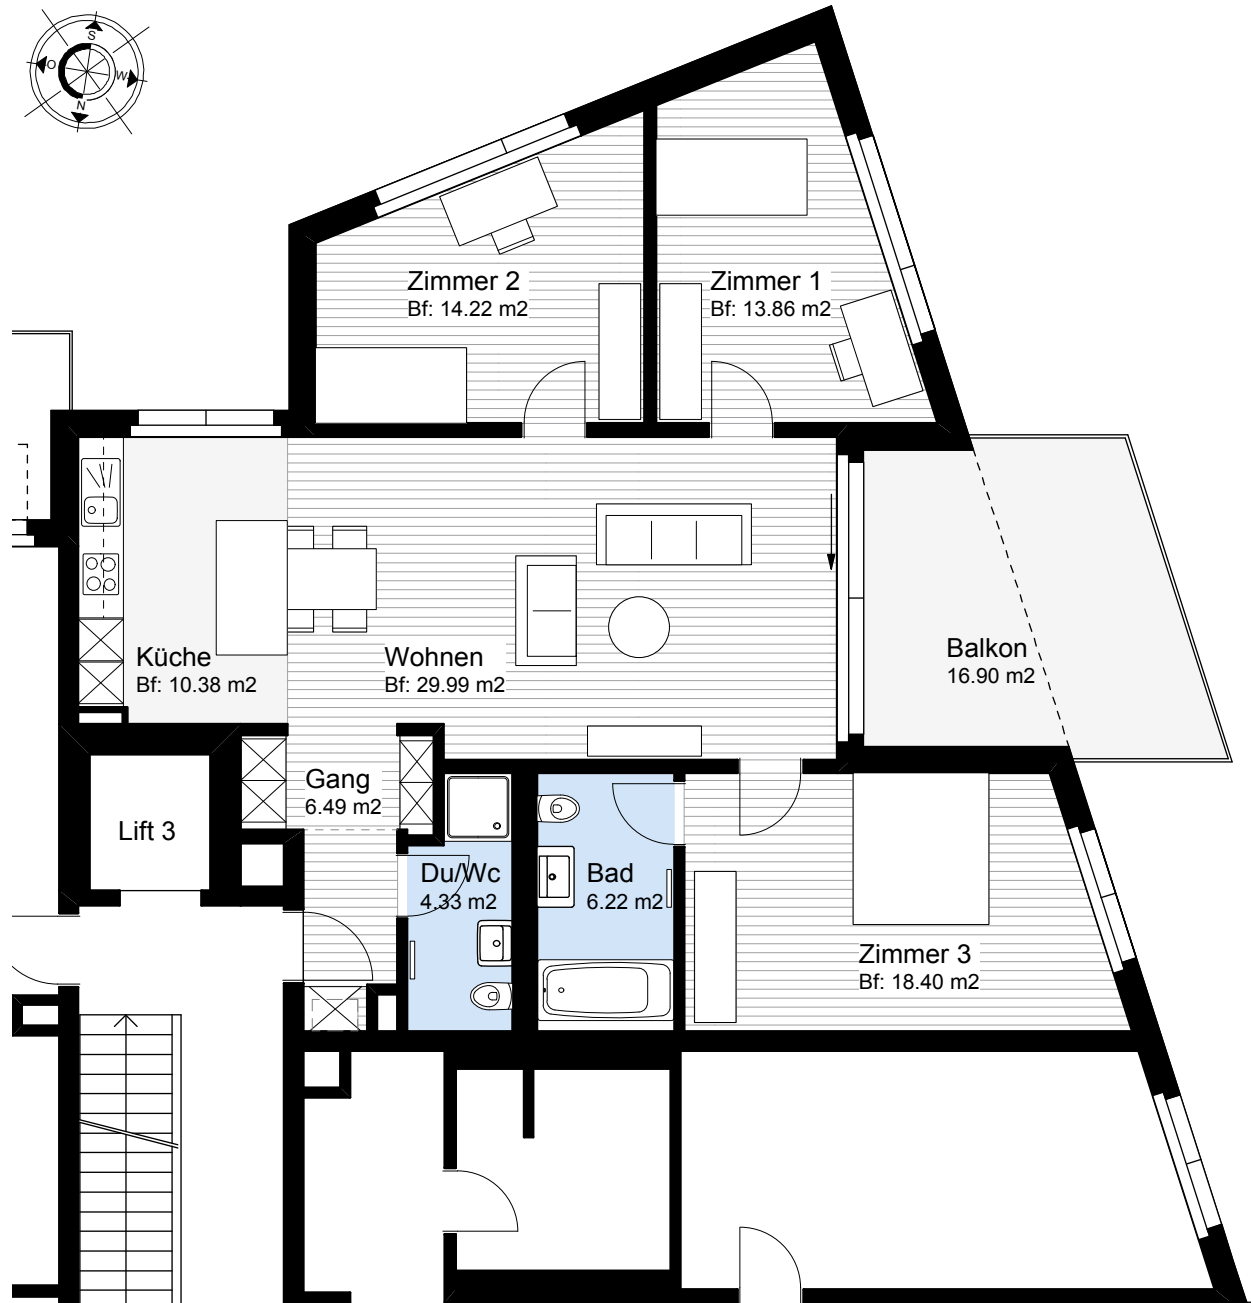 S
O
W
N
Zimmer 2
Bf: 14.22 m2
Zimmer 1
Bf: 13.86 m2
Küche
Bf: 10.38 m2
Wohnen
Bf: 29.99 m2
Balkon
16.90 m2
Gang
6.49 m2
Lift 3
Du/Wc
4.33 m2
Bad
6.22 m2
Zimmer 3
Bf: 18.40 m2